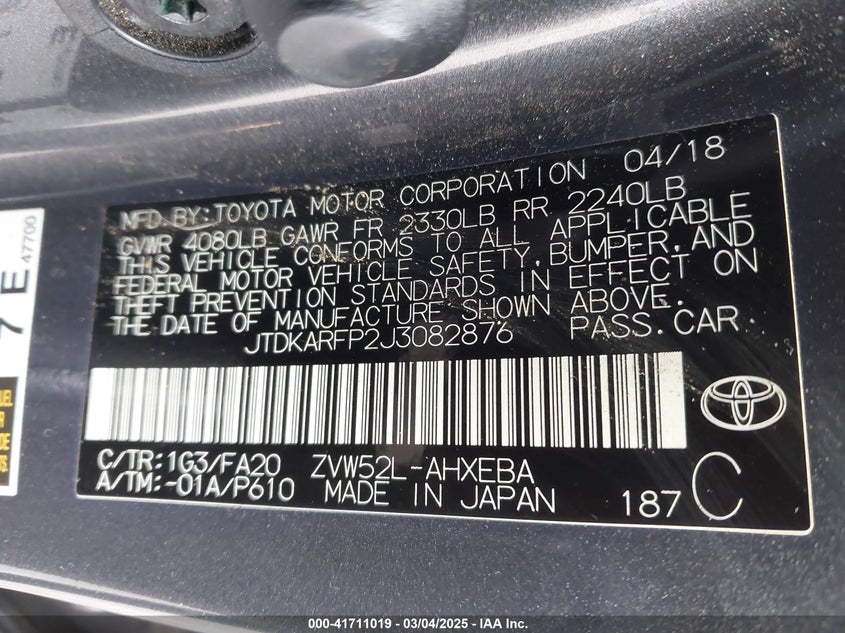 MFD BY: TOYOTA MOTOR CORPORATION 04/18
GVWR 4080LB GAWR FR 2330LB RR 2240LB
THIS VEHICLE CONFORMS TO ALL APPLICABLE
FEDERAL MOTOR VEHICLE SAFETY, BUMPER, AND
THEFT PREVENTION STANDARDS IN EFFECT ON
THE DATE OF MANUFACTURE SHOWN ABOVE.
JTDKARFP2J3082876 PASS. CAR
C/TR: 1G3/FA20 ZVW52L-AHXEBA
A/TM: -01A/P610 MADE IN JAPAN 187 C
7 E 47700
000-41711019 - 03/04/2025 - IAA Inc.